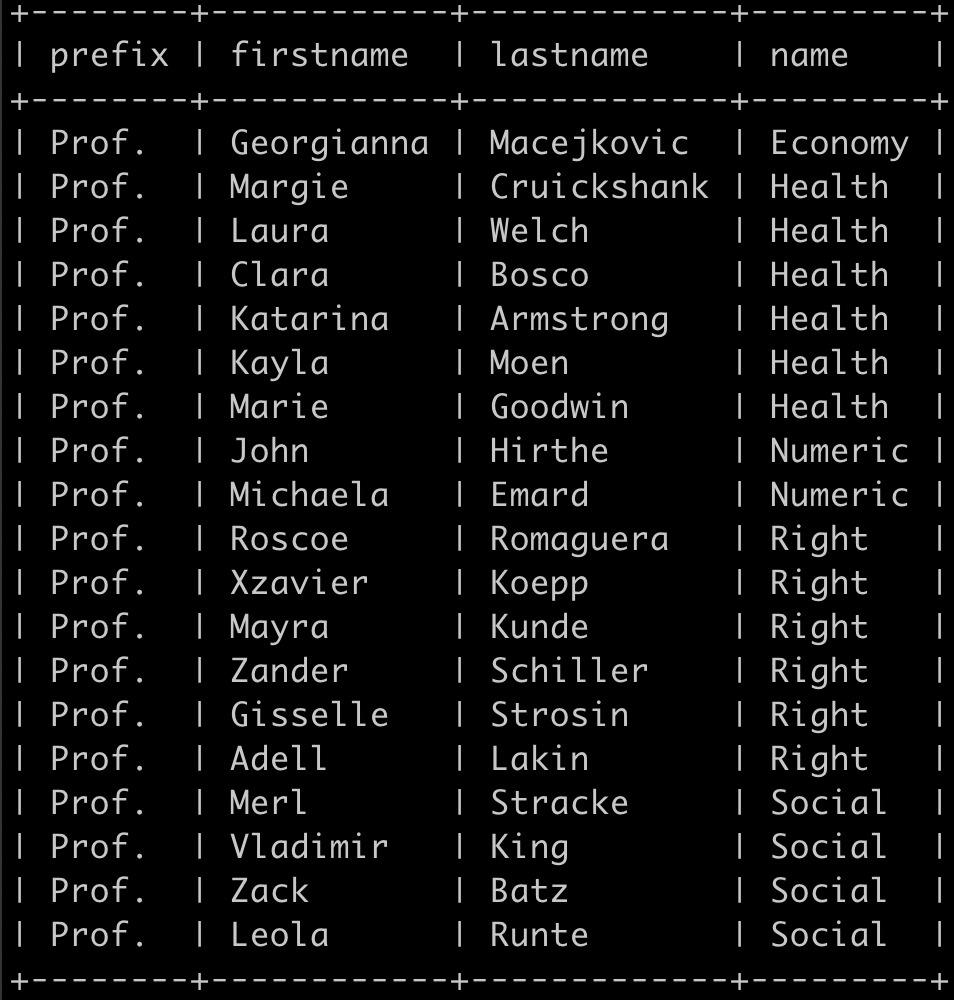 +--------+------------+-------------+---------+
| prefix | firstname  | lastname    | name    |
+--------+------------+-------------+---------+
| Prof.  | Georgianna | Macejkovic  | Economy |
| Prof.  | Margie     | Cruickshank | Health  |
| Prof.  | Laura      | Welch       | Health  |
| Prof.  | Clara      | Bosco       | Health  |
| Prof.  | Katarina   | Armstrong   | Health  |
| Prof.  | Kayla      | Moen        | Health  |
| Prof.  | Marie      | Goodwin     | Health  |
| Prof.  | John       | Hirthe      | Numeric |
| Prof.  | Michaela   | Emard       | Numeric |
| Prof.  | Roscoe     | Romaguera   | Right   |
| Prof.  | Xzavier    | Koepp       | Right   |
| Prof.  | Mayra      | Kunde       | Right   |
| Prof.  | Zander     | Schiller    | Right   |
| Prof.  | Gisselle   | Strosin     | Right   |
| Prof.  | Adell      | Lakin       | Right   |
| Prof.  | Merl       | Stracke     | Social  |
| Prof.  | Vladimir   | King        | Social  |
| Prof.  | Zack       | Batz        | Social  |
| Prof.  | Leola      | Runte       | Social  |
+--------+------------+-------------+---------+